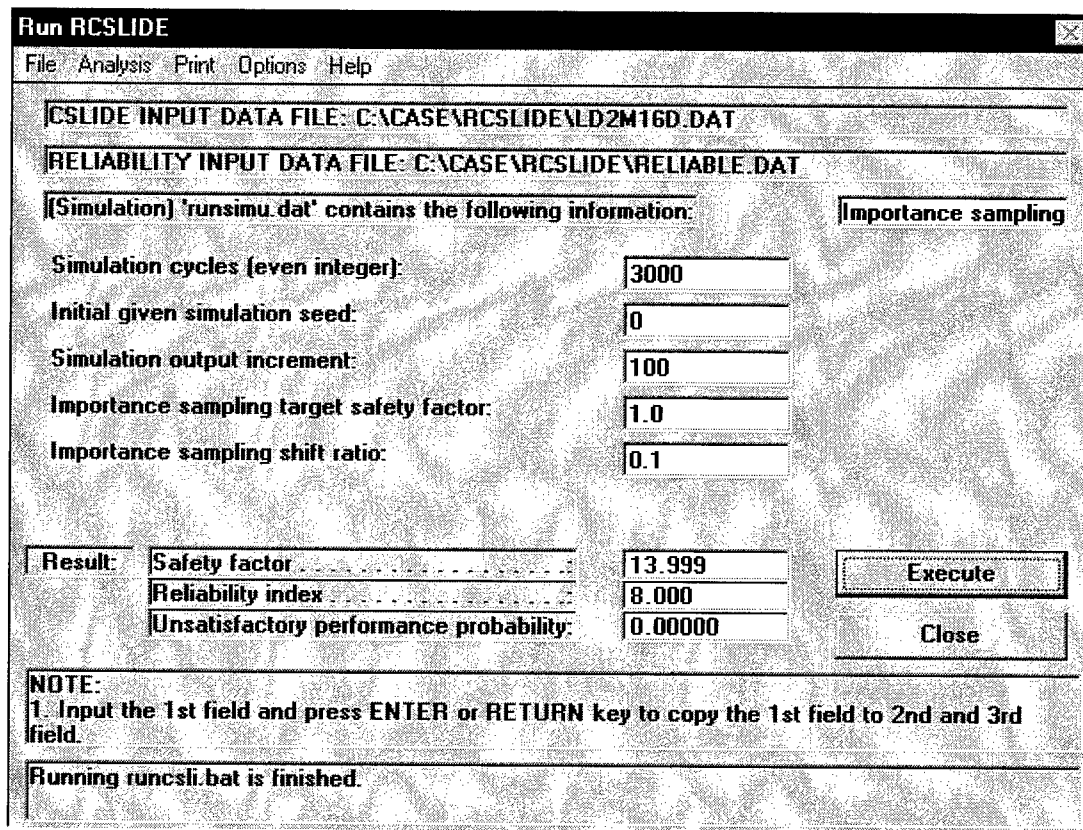 Run RCSLIDE
File Analysis Print Options Help
CSLIDE INPUT DATA FILE: C:\CASE\RCSLIDE\LD2M16D.DAT
RELIABILITY INPUT DATA FILE: C:\CASE\RCSLIDE\RELIABLE.DAT
(Simulation) 'runsimu.dat' contains the following information: Importance sampling
Simulation cycles (even integer): 3000
Initial given simulation seed: 0
Simulation output increment: 100
Importance sampling target safety factor: 1.0
Importance sampling shift ratio: 0.1
Result: Safety factor . . . . . . . . . . . . . . . . . : 13.999
Reliability index . . . . . . . . . . . . . . . : 8.000
Unsatisfactory performance probability: 0.00000
Execute
Close
NOTE:
1. Input the 1st field and press ENTER or RETURN key to copy the 1st field to 2nd and 3rd
field.
Running runcsli.bat is finished.